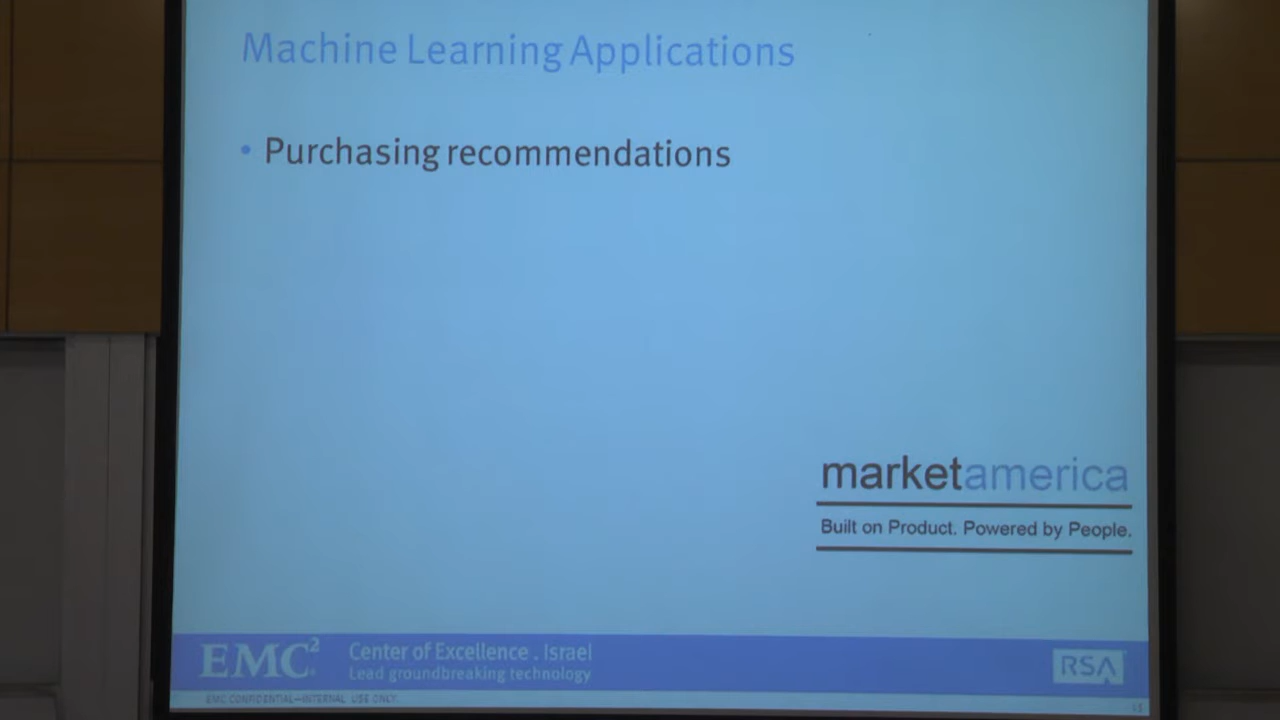 Machine Learning Applications
• Purchasing recommendations
marketamerica
Built on Product. Powered by People.
EMC²
Center of Excellence . Israel
Lead groundbreaking technology
RSA
EMC CONFIDENTIAL—INTERNAL USE ONLY